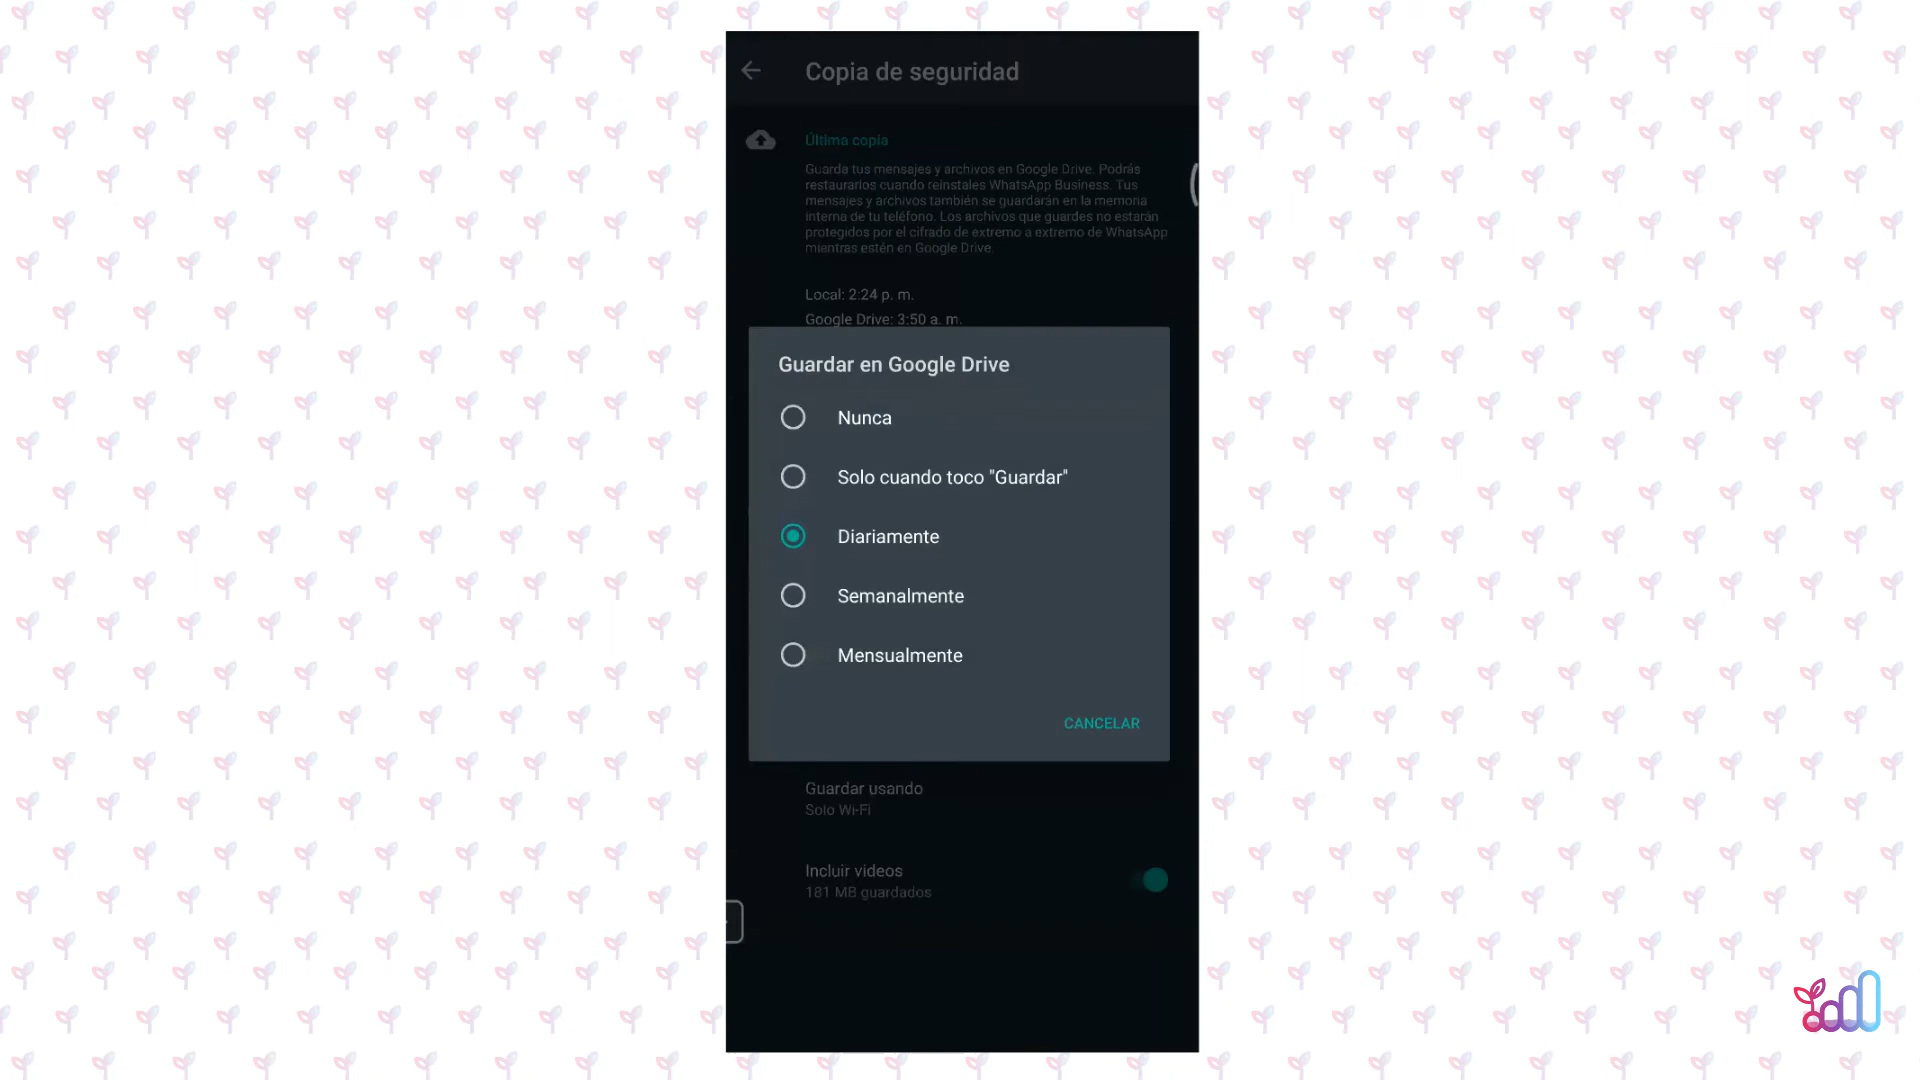 Copia de seguridad
Última copia
Guarda tus mensajes y archivos en Google Drive. Podrás
restaurarlos cuando reinstales WhatsApp Business. Tus
mensajes y archivos también se guardarán en la memoria
interna de tu teléfono. Los archivos que guardes no estarán
protegidos por el cifrado de extremo a extremo de WhatsApp
mientras estén en Google Drive.
Local: 2:24 p. m.
Google Drive: 3:50 a. m.
Guardar en Google Drive
Nunca
Solo cuando toco "Guardar"
Diariamente
Semanalmente
Mensualmente
CANCELAR
Guardar usando
Solo Wi-Fi
Incluir videos
181 MB guardados